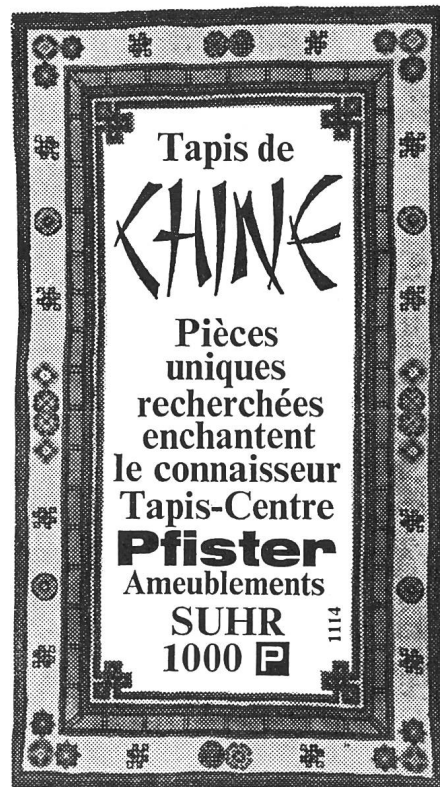 Tapis de
CHINE
Pièces
uniques
recherchées
enchantent
le connaisseur
Tapis-Centre
Pfister
Ameublements
SUHR
1000 P
1114